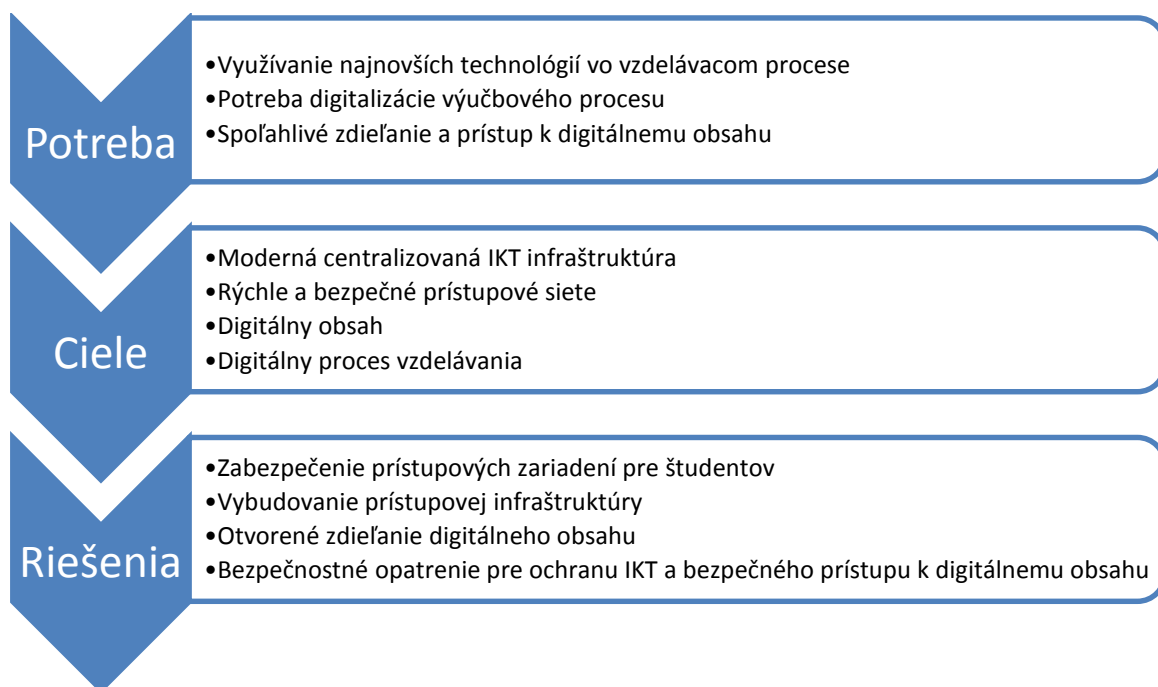 Potreba
•Využívanie najnovších technológií vo vzdelávacom procese
•Potreba digitalizácie výučbového procesu
•Spoľahlivé zdieľanie a prístup k digitálnemu obsahu
Ciele
•Moderná centralizovaná IKT infraštruktúra
•Rýchle a bezpečné prístupové siete
•Digitálny obsah
•Digitálny proces vzdelávania
Riešenia
•Zabezpečenie prístupových zariadení pre študentov
•Vybudovanie prístupovej infraštruktúry
•Otvorené zdieľanie digitálneho obsahu
•Bezpečnostné opatrenie pre ochranu IKT a bezpečného prístupu k digitálnemu obsahu